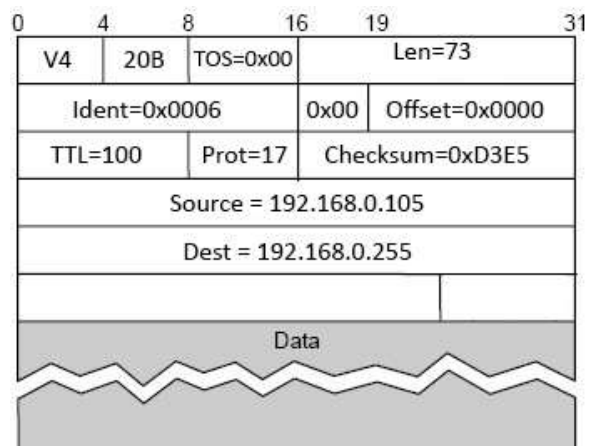 0 4 8 16 19 31
V4 20B TOS=0x00 Len=73
Ident=0x0006 0x00 Offset=0x0000
TTL=100 Prot=17 Checksum=0xD3E5
Source = 192.168.0.105
Dest = 192.168.0.255
Data